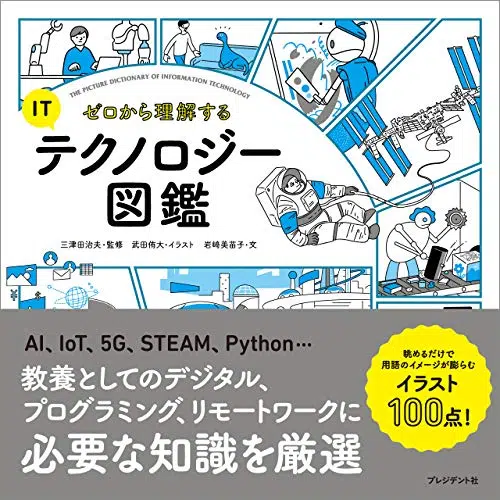 THE PICTURE DICTIONARY OF INFORMATION TECHNOLOGY
ゼロから理解する
IT
テクノロジー
図鑑
三津田治夫・監修 武田侑大・イラスト 岩﨑美苗子・文
AI、IoT、5G、STEAM、Python…
教養としてのデジタル、
プログラミング、リモートワークに
必要な知識を厳選
眺めるだけで
用語のイメージが膨らむ
イラスト
100点!
プレジデント社